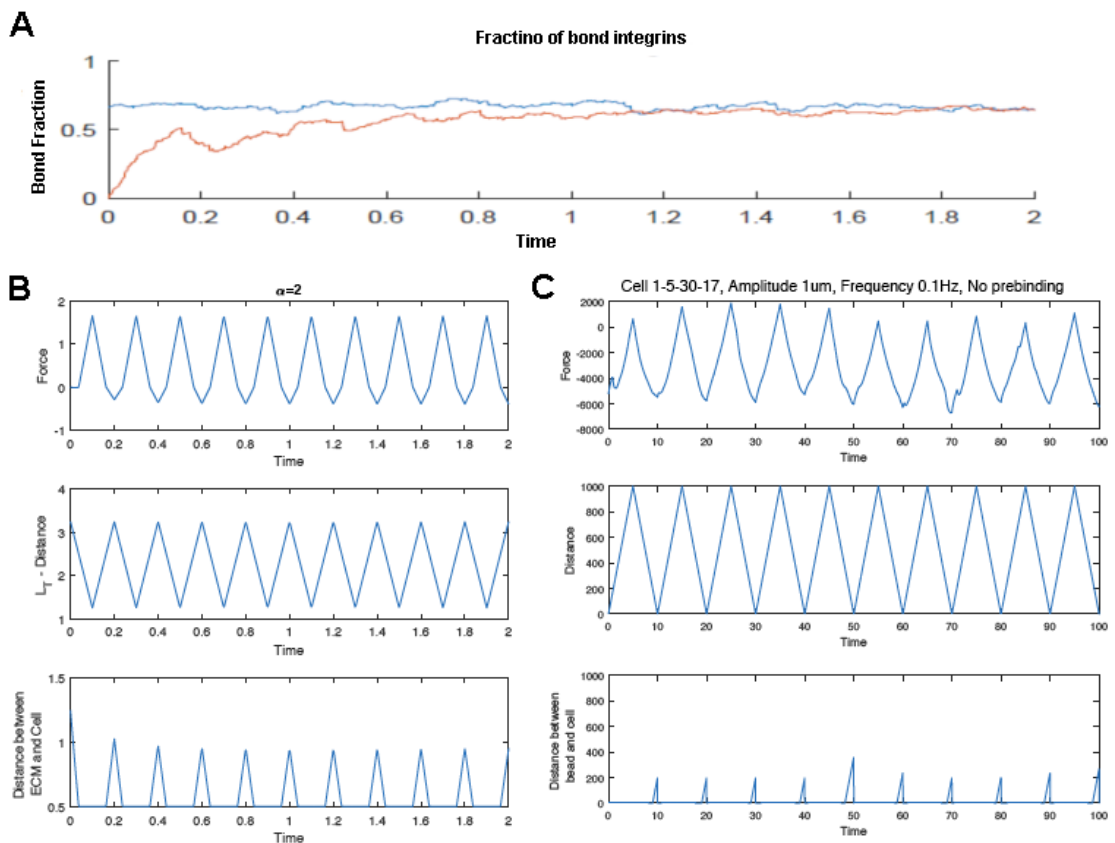 A
Fractino of bond integrins
Bond Fraction
1
0.5
0
0 0.2 0.4 0.6 0.8 1 1.2 1.4 1.6 1.8 2
Time
B
α=2
Force
2
1
0
-1
0 0.2 0.4 0.6 0.8 1 1.2 1.4 1.6 1.8 2
Time
L_T - Distance
4
3
2
1
0 0.2 0.4 0.6 0.8 1 1.2 1.4 1.6 1.8 2
Time
Distance between
ECM and Cell
1.5
1
0.5
0 0.2 0.4 0.6 0.8 1 1.2 1.4 1.6 1.8 2
Time
C
Cell 1-5-30-17, Amplitude 1um, Frequency 0.1Hz, No prebinding
Force
2000
0
-2000
-4000
-6000
-8000
0 10 20 30 40 50 60 70 80 90 100
Time
Distance
1000
800
600
400
200
0
0 10 20 30 40 50 60 70 80 90 100
Time
Distance between
bead and cell
1000
800
600
400
200
0
0 10 20 30 40 50 60 70 80 90 100
Time